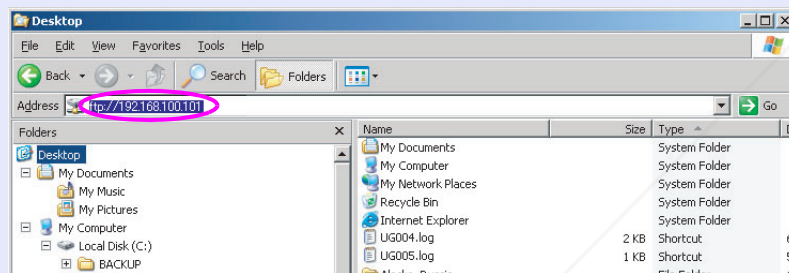 Desktop
File Edit View Favorites Tools Help
Back Search Folders
Address ftp://192.168.100.101 Go
Folders
Desktop
My Documents
My Music
My Pictures
My Computer
Local Disk (C:)
BACKUP
Name Size Type
My Documents System Folder
My Computer System Folder
My Network Places System Folder
Recycle Bin System Folder
Internet Explorer System Folder
UG004.log 2 KB Shortcut
UG005.log 1 KB Shortcut